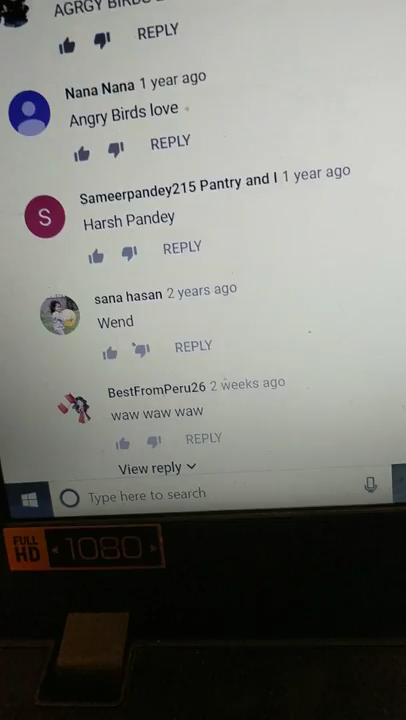 AGRGY BIRDS
REPLY
Nana Nana 1 year ago
Angry Birds love
REPLY
S
Sameerpandey215 Pantry and I 1 year ago
Harsh Pandey
REPLY
sana hasan 2 years ago
Wend
REPLY
BestFromPeru26 2 weeks ago
waw waw waw
REPLY
View reply
Type here to search
FULL HD 1080